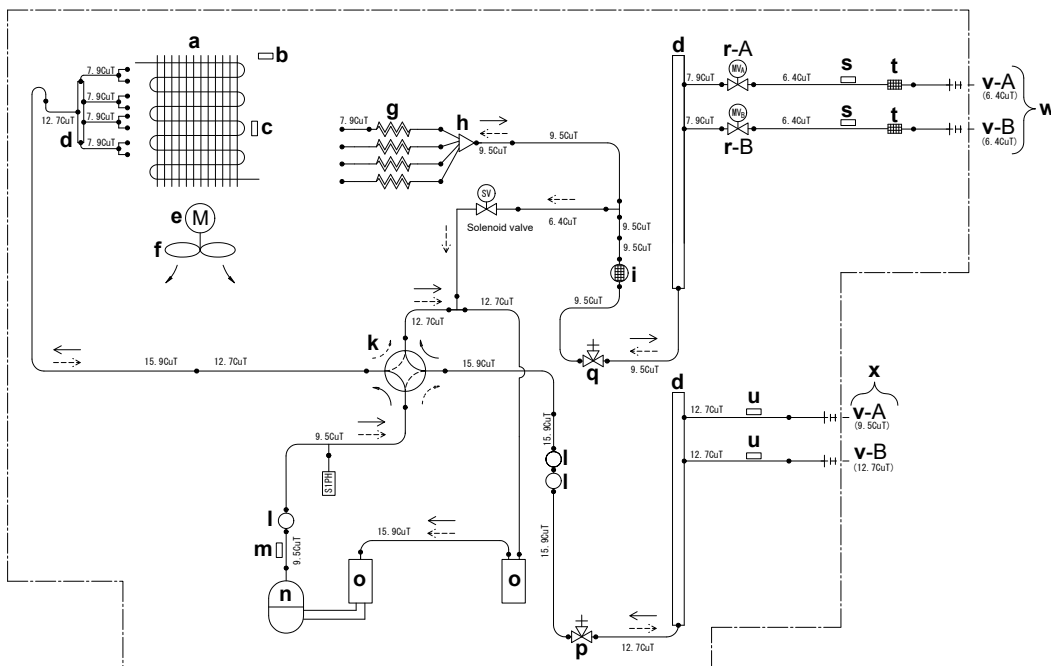 a
b
c
d
7.9CuT
7.9CuT
7.9CuT
7.9CuT
12.7CuT
e
M
f
g
7.9CuT
h
9.5CuT
9.5CuT
SV
Solenoid valve
6.4CuT
9.5CuT
9.5CuT
i
9.5CuT
q
9.5CuT
d
r-A
MVA
7.9CuT
6.4CuT
s
t
v-A
(6.4CuT)
w
MVB
7.9CuT
6.4CuT
s
t
v-B
(6.4CuT)
r-B
12.7CuT
12.7CuT
k
15.9CuT
12.7CuT
15.9CuT
9.5CuT
S1PH
l
m
9.5CuT
n
15.9CuT
o
o
15.9CuT
l
l
15.9CuT
p
12.7CuT
d
x
12.7CuT
u
v-A
(9.5CuT)
12.7CuT
u
v-B
(12.7CuT)